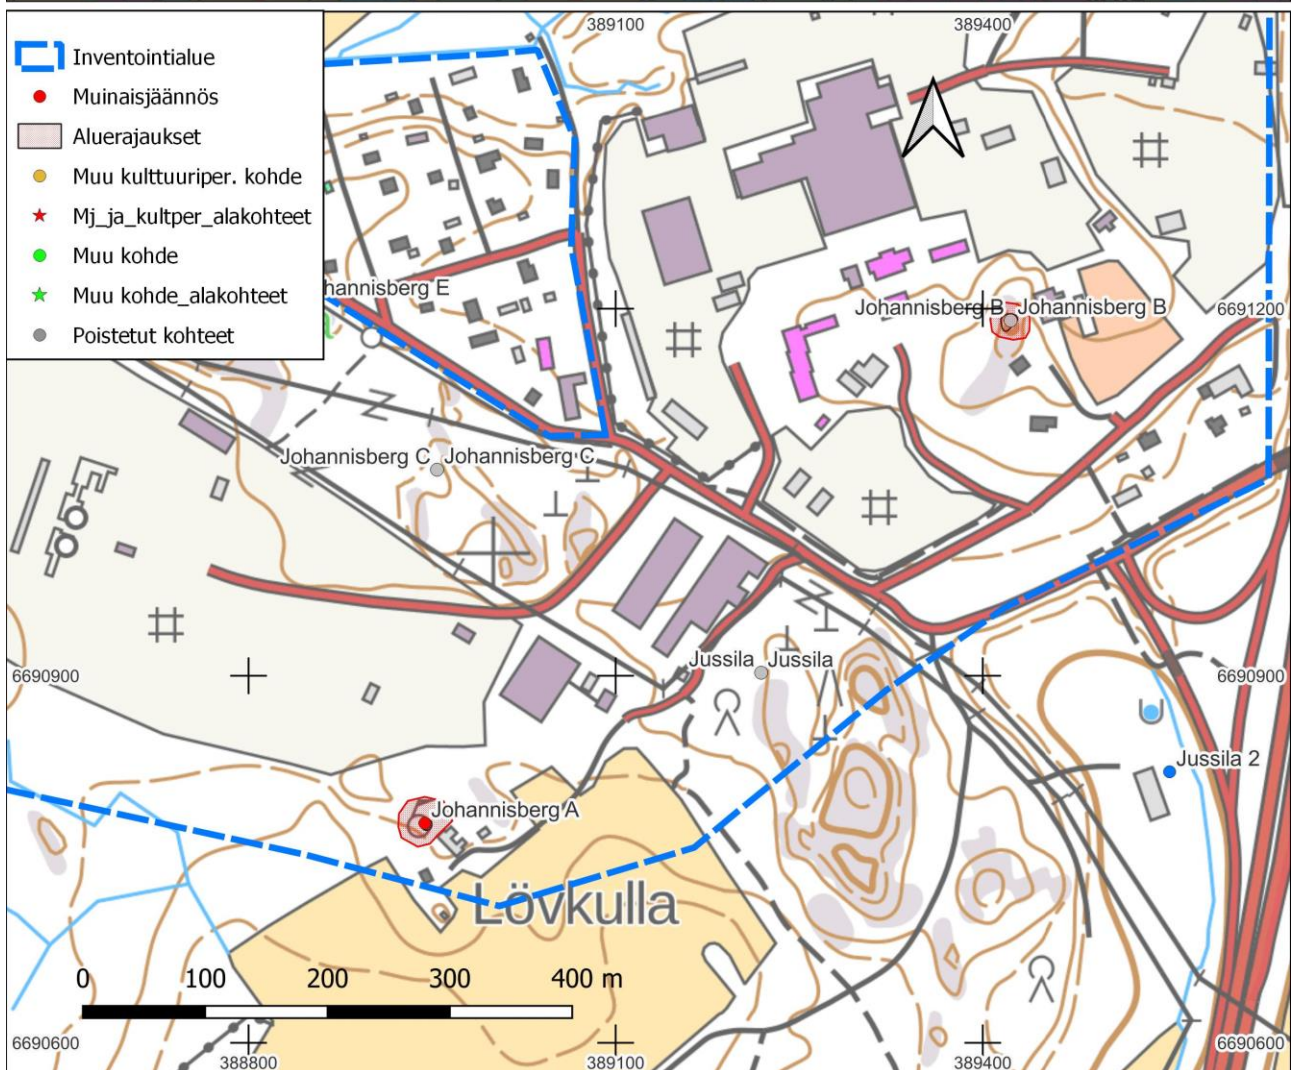 389100
389400
Inventointialue
Muinaisjäännös
Aluerajaukset
Muu kulttuuriper. kohde
Mj_ja_kultper_alakohteet
Muu kohde
Muu kohde_alakohteet
Poistetut kohteet
hannisberg E
Johannisberg B
Johannisberg B
6691200
Johannisberg C
Johannisberg C
Jussila
Jussila
6690900
6690900
Jussila 2
Johannisberg A
Lövkulla
0
100
200
300
400 m
6690600
6690600
388800
389100
389400